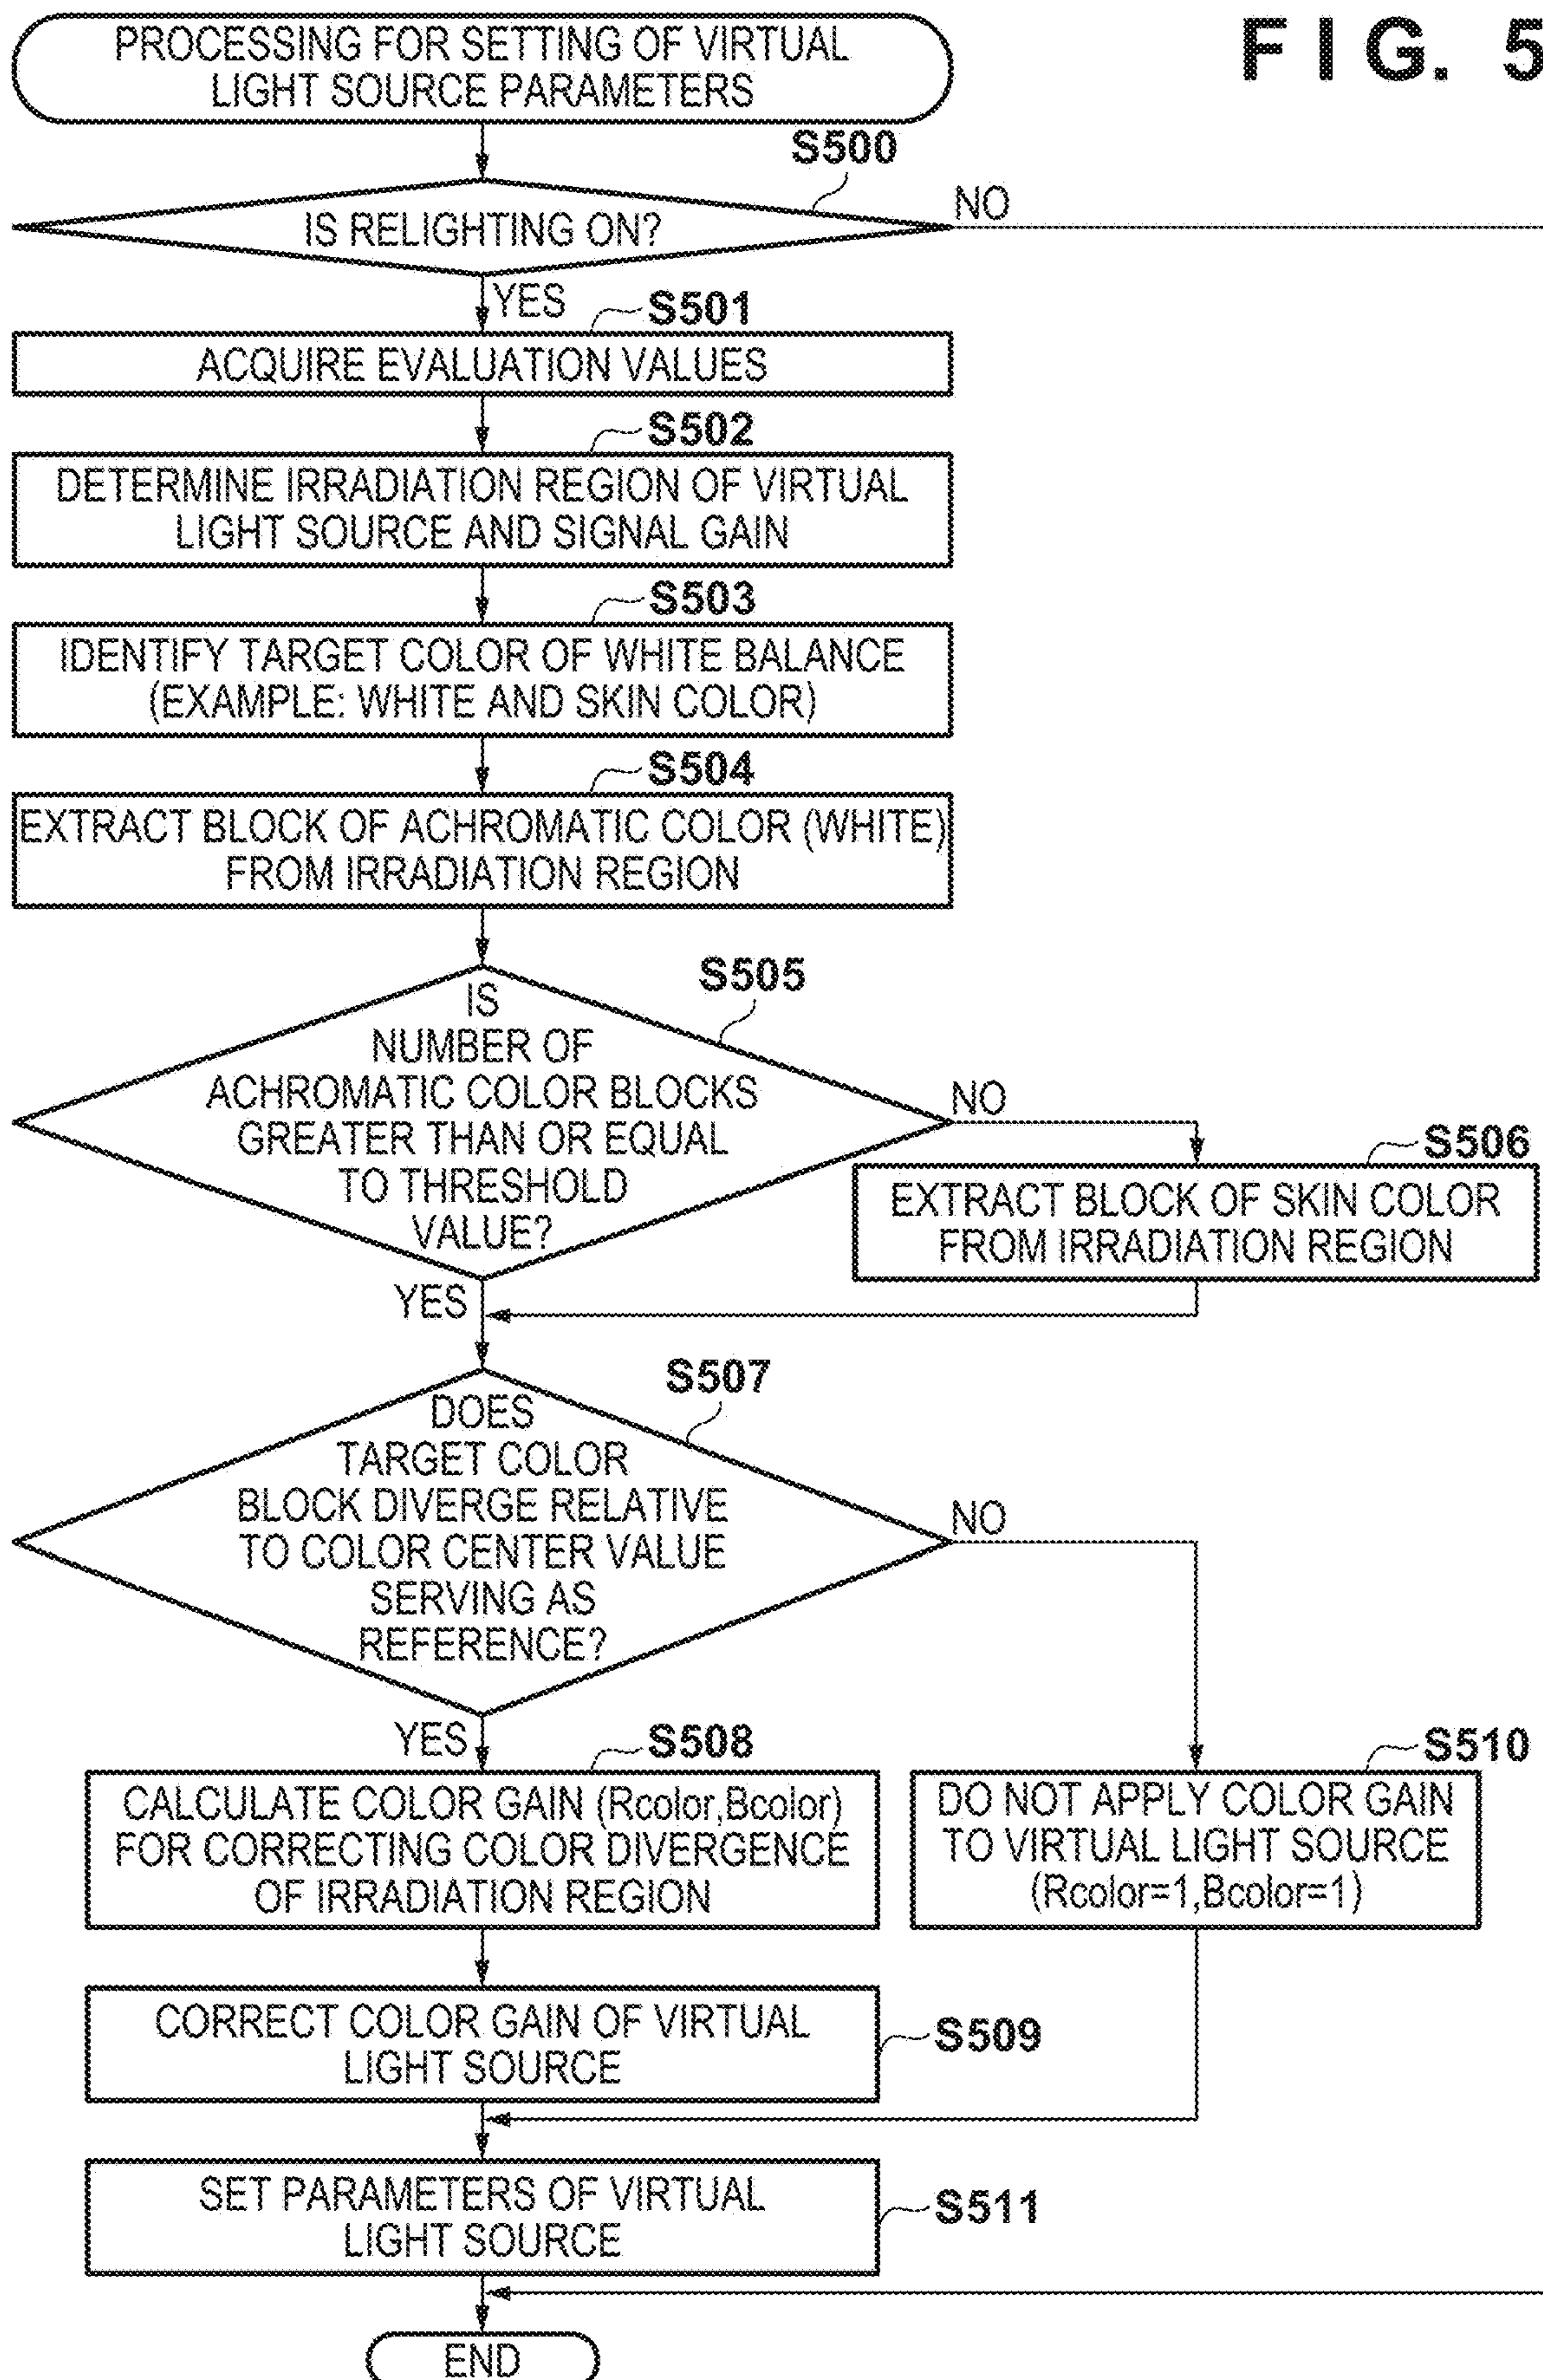 FIG. 5
PROCESSING FOR SETTING OF VIRTUAL
LIGHT SOURCE PARAMETERS
S500
IS RELIGHTING ON?
NO
YES
S501
ACQUIRE EVALUATION VALUES
S502
DETERMINE IRRADIATION REGION OF VIRTUAL
LIGHT SOURCE AND SIGNAL GAIN
S503
IDENTIFY TARGET COLOR OF WHITE BALANCE
(EXAMPLE: WHITE AND SKIN COLOR)
S504
EXTRACT BLOCK OF ACHROMATIC COLOR (WHITE)
FROM IRRADIATION REGION
S505
IS
NUMBER OF
ACHROMATIC COLOR BLOCKS
GREATER THAN OR EQUAL
TO THRESHOLD
VALUE?
NO
S506
EXTRACT BLOCK OF SKIN COLOR
FROM IRRADIATION REGION
YES
S507
DOES
TARGET COLOR
BLOCK DIVERGE RELATIVE
TO COLOR CENTER VALUE
SERVING AS
REFERENCE?
NO
YES
S508
CALCULATE COLOR GAIN (Rcolor,Bcolor)
FOR CORRECTING COLOR DIVERGENCE
OF IRRADIATION REGION
S510
DO NOT APPLY COLOR GAIN
TO VIRTUAL LIGHT SOURCE
(Rcolor=1,Bcolor=1)
CORRECT COLOR GAIN OF VIRTUAL
LIGHT SOURCE
S509
SET PARAMETERS OF VIRTUAL
LIGHT SOURCE
S511
END